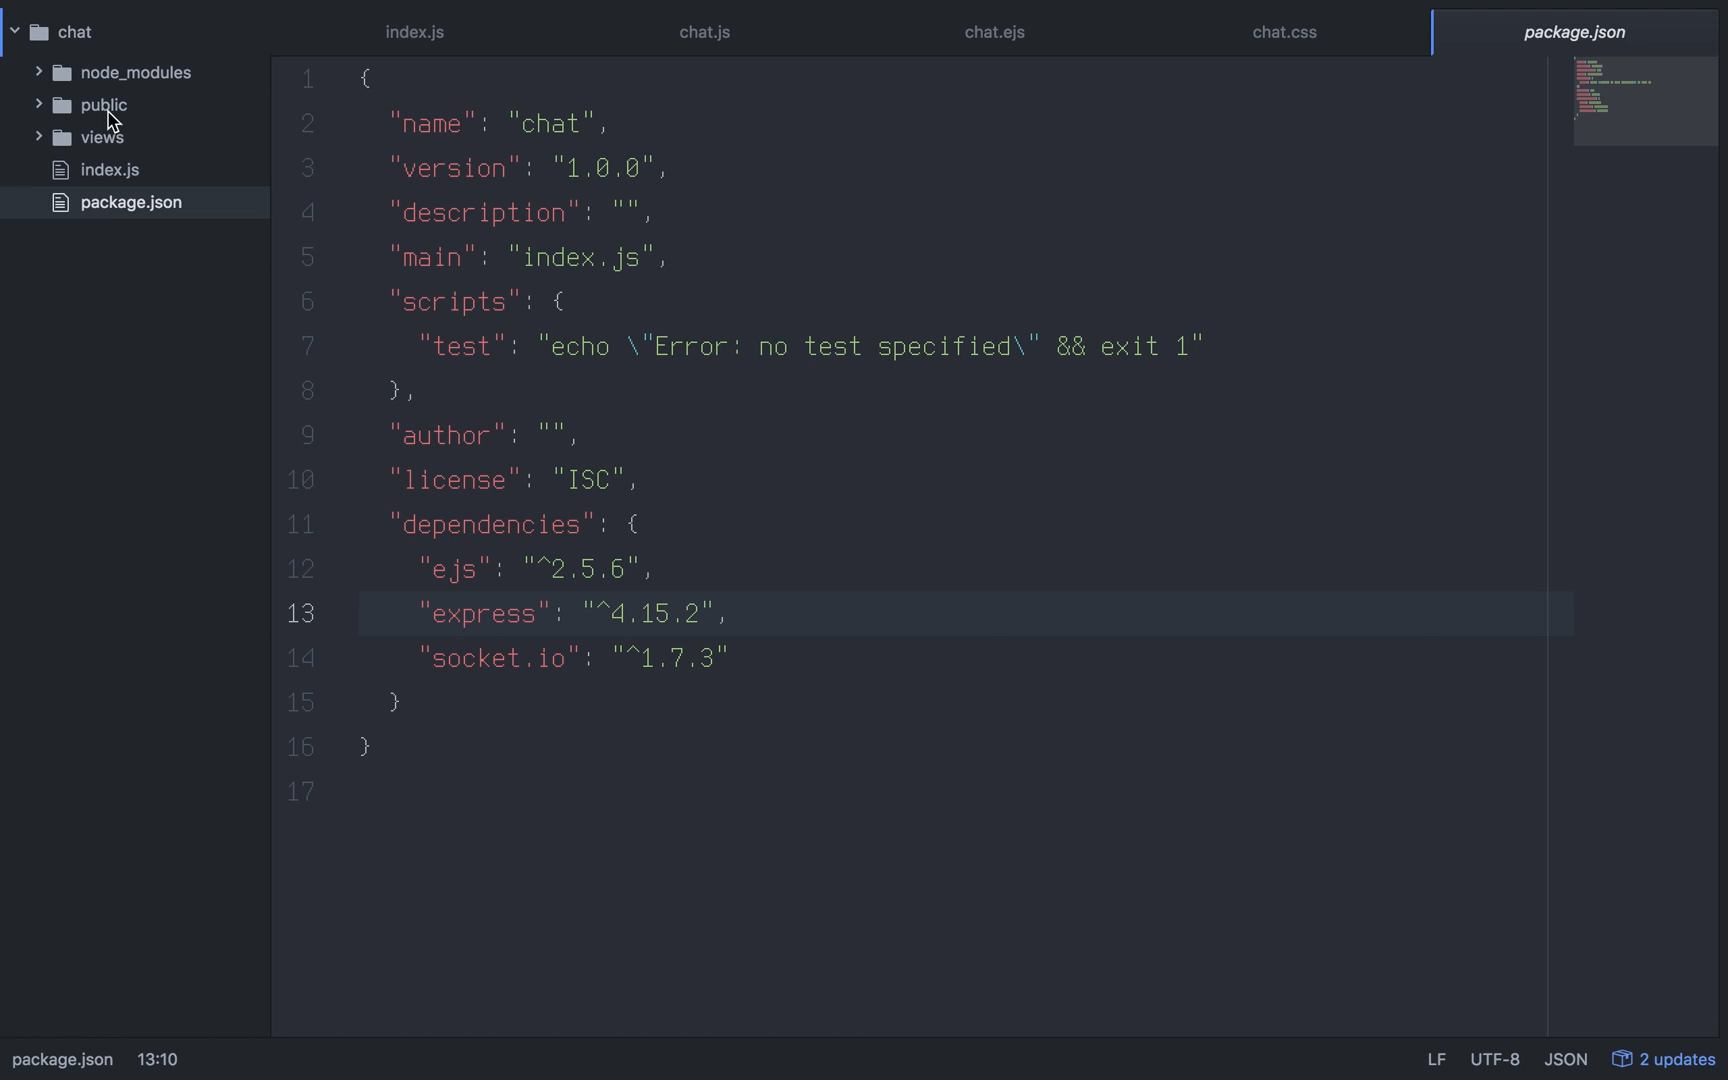 chat
node_modules
public
views
index.js
package.json
index.js chat.js chat.ejs chat.css package.json
1 {
2 "name": "chat",
3 "version": "1.0.0",
4 "description": "",
5 "main": "index.js",
6 "scripts": {
7 "test": "echo \"Error: no test specified\" && exit 1"
8 },
9 "author": "",
10 "license": "ISC",
11 "dependencies": {
12 "ejs": "^2.5.6",
13 "express": "^4.15.2",
14 "socket.io": "^1.7.3"
15 }
16 }
17
package.json 13:10 LF UTF-8 JSON 2 updates